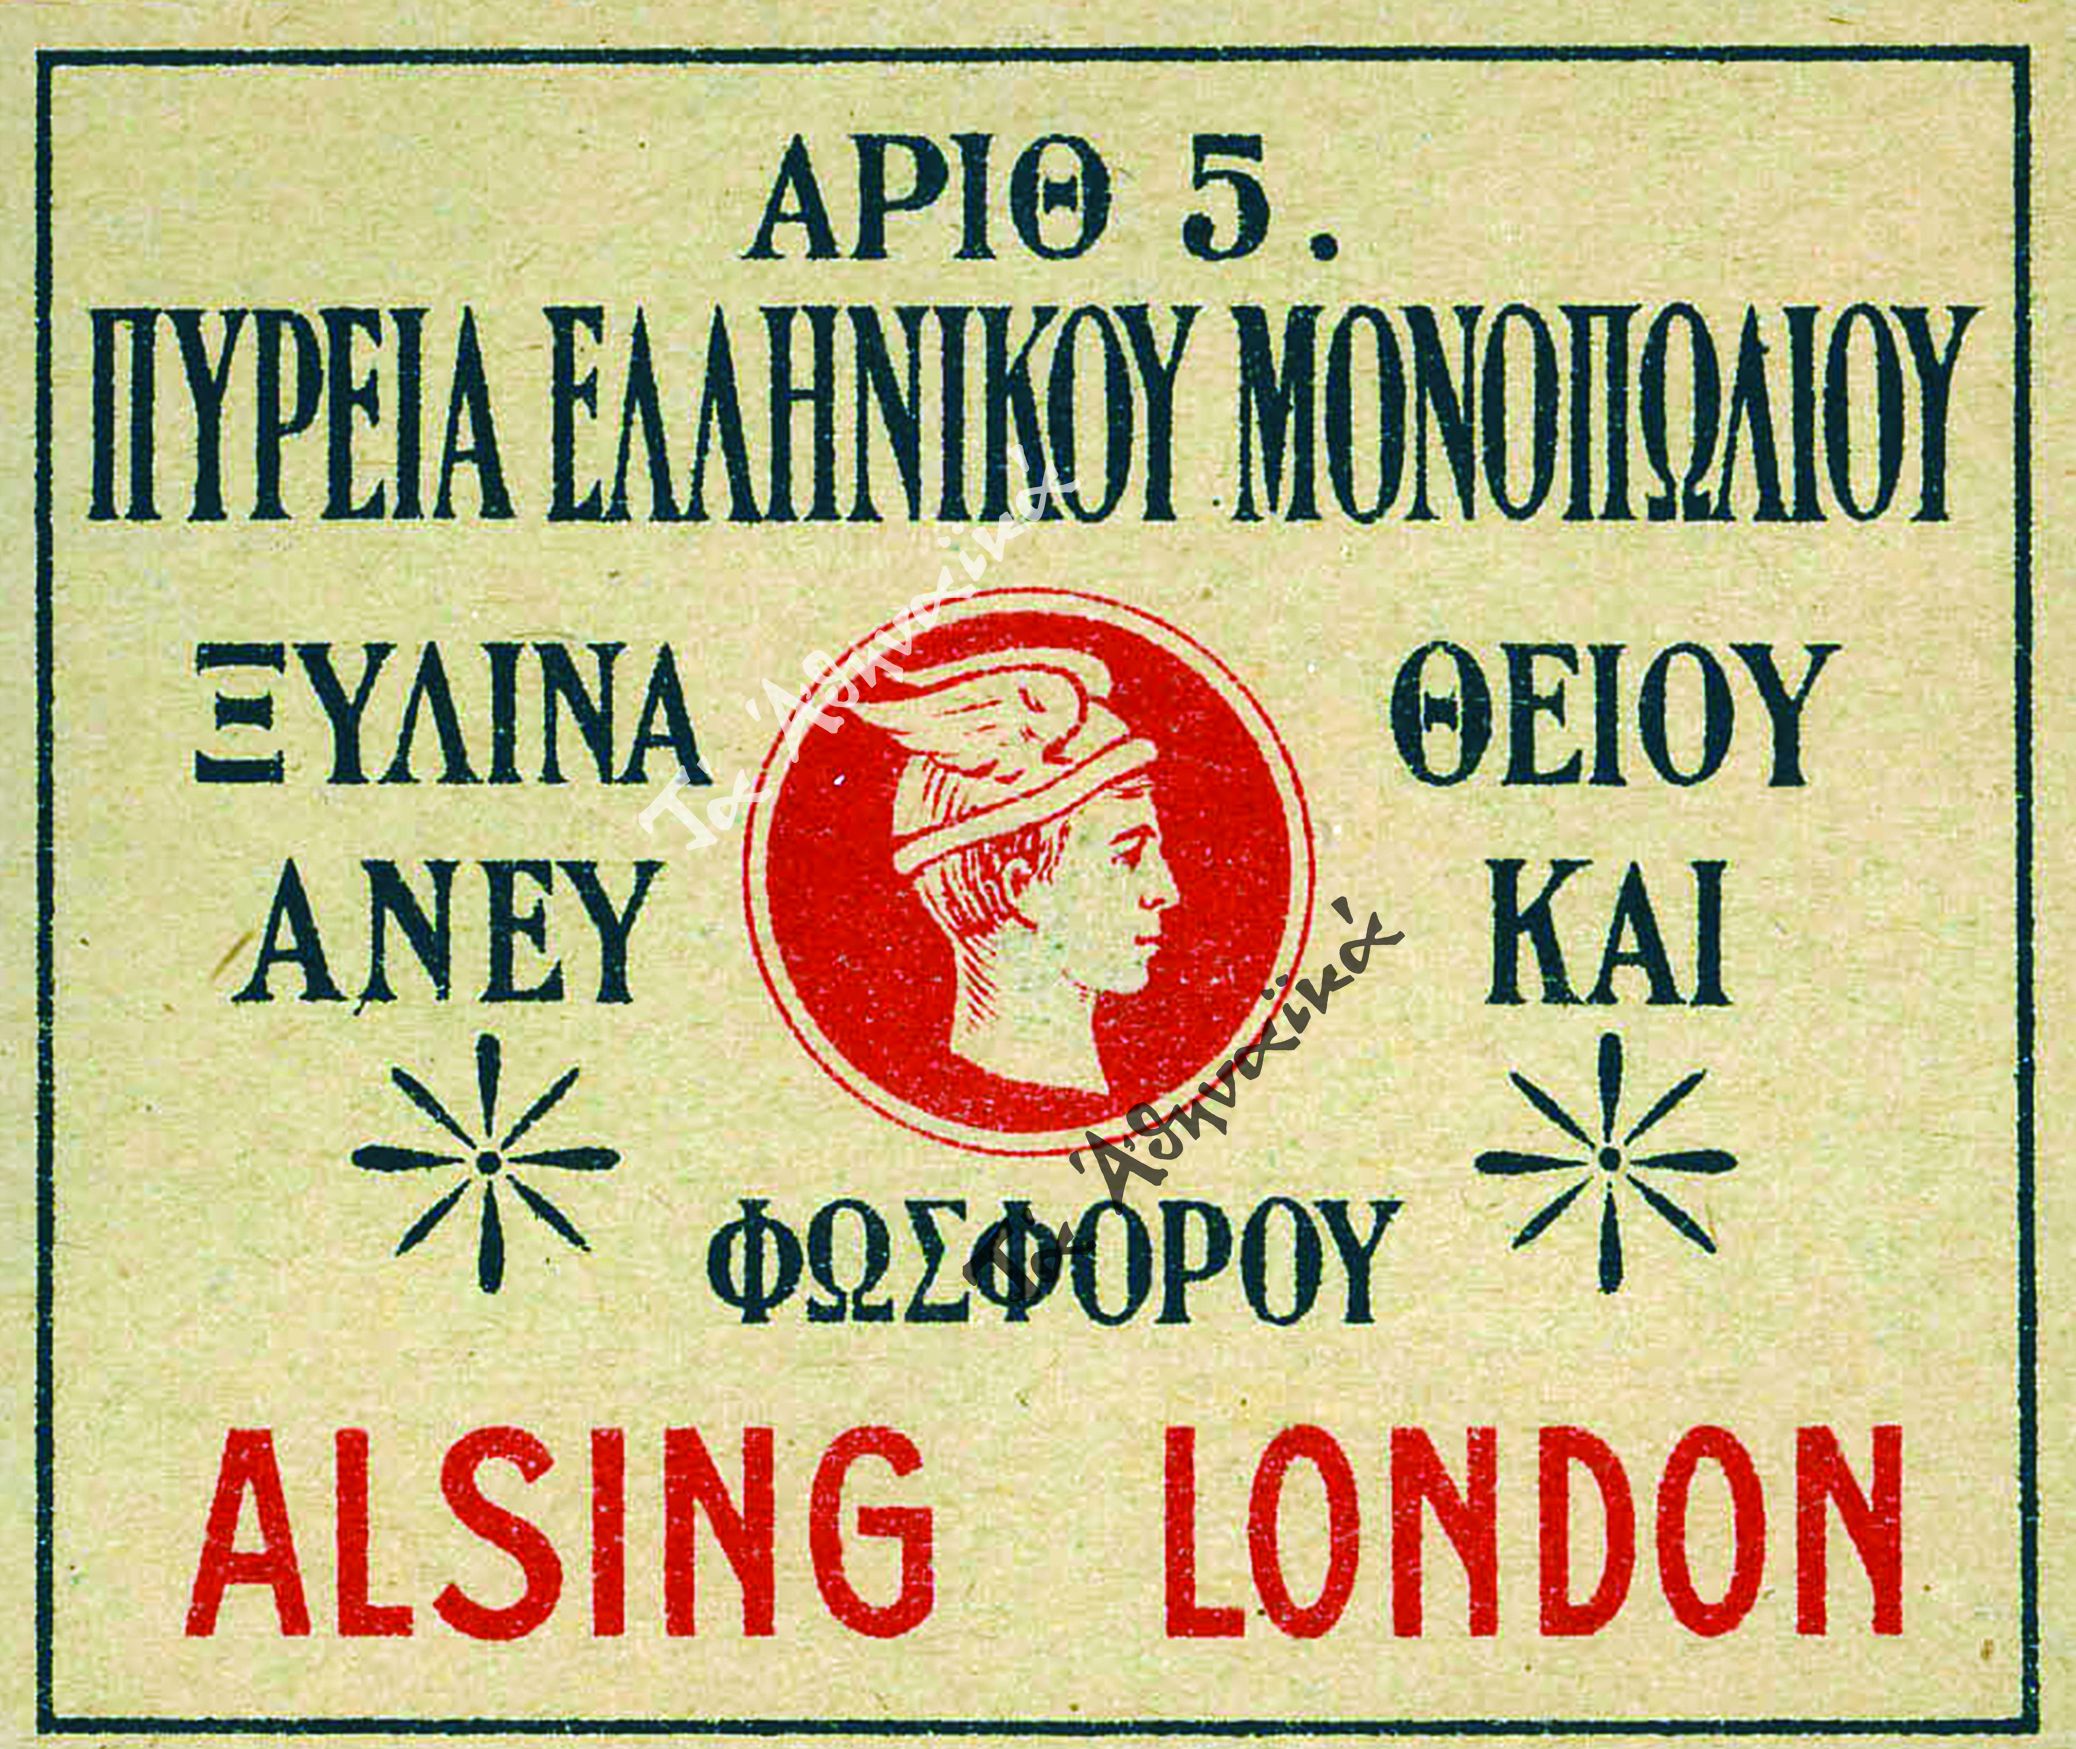 ΑΡΙΘ 5.
ΠΥΡΕΙΑ ΕΛΛΗΝΙΚΟΥ ΜΟΝΟΠΩΛΙΟΥ
ΞΥΛΙΝΑ ΘΕΙΟΥ
ΑΝΕΥ ΚΑΙ
ΦΩΣΦΟΡΟΥ
ALSING LONDON
Τα Ἀθηναϊκά
Τα Ἀθηναϊκά